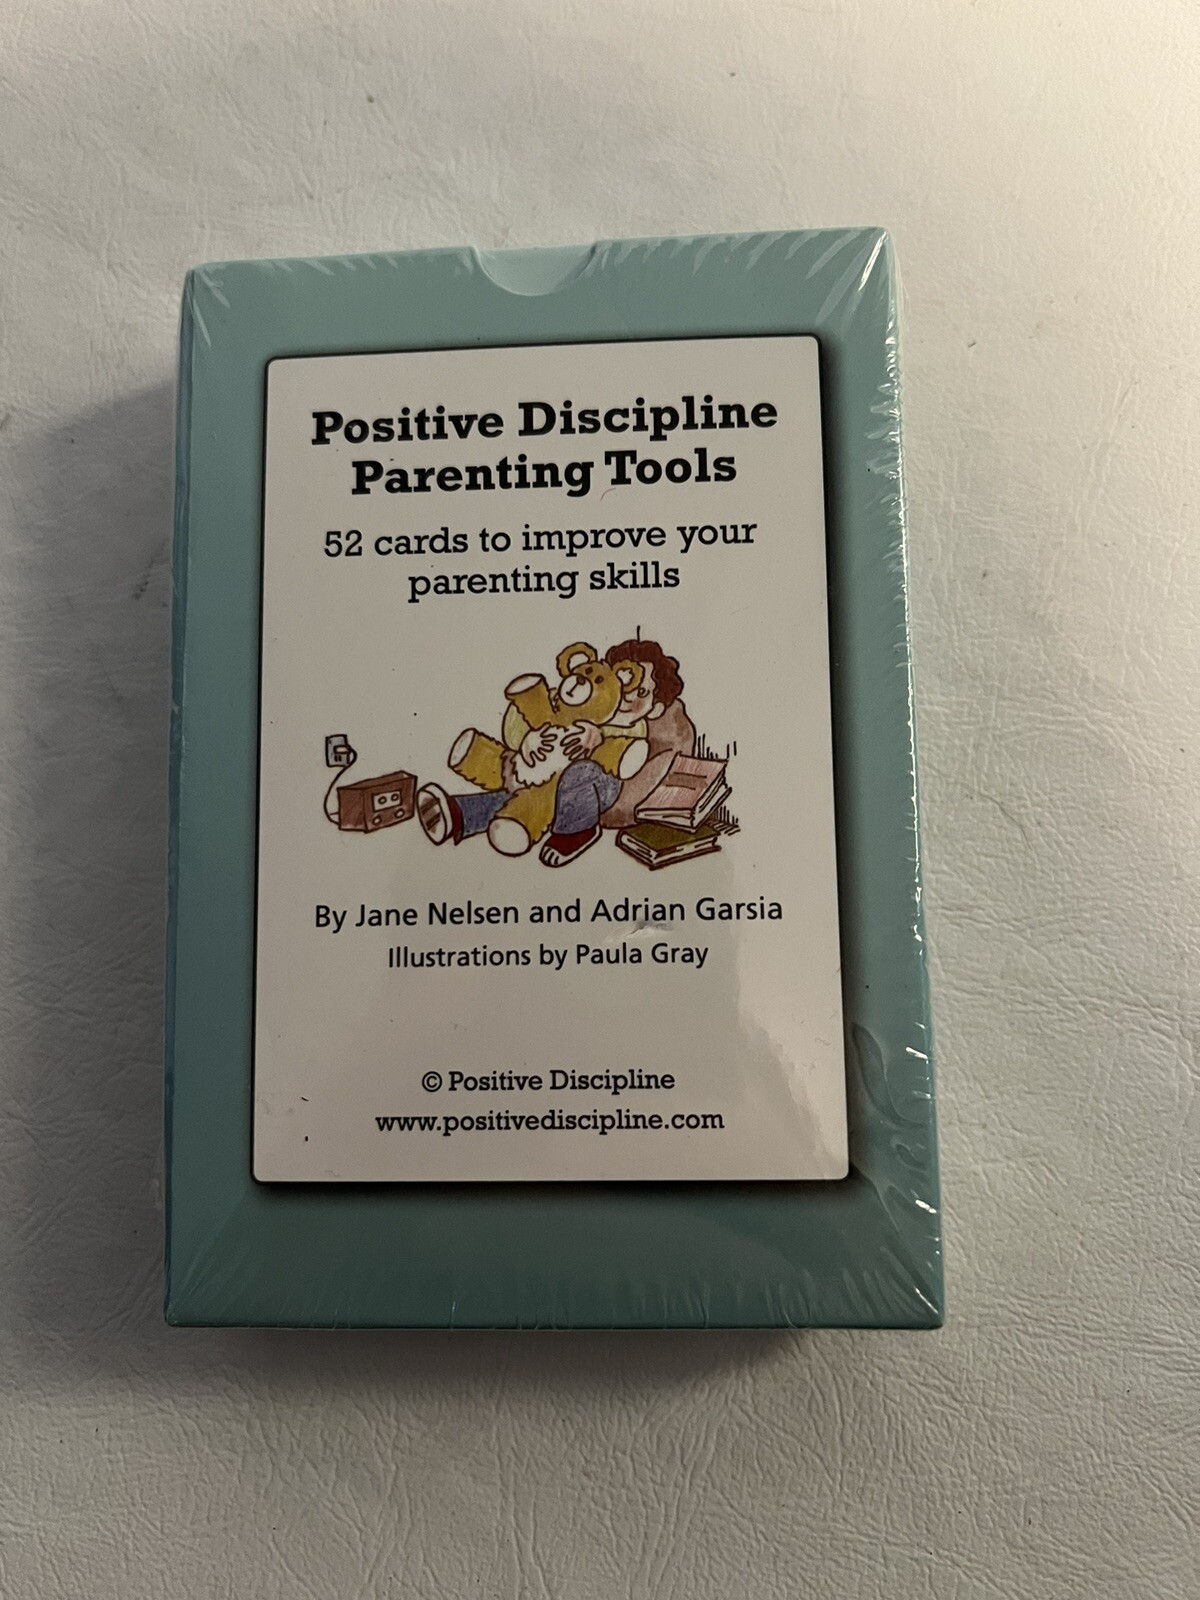 Positive Discipline
Parenting Tools
52 cards to improve your
parenting skills
By Jane Nelsen and Adrian Garsia
Illustrations by Paula Gray
© Positive Discipline
www.positivediscipline.com